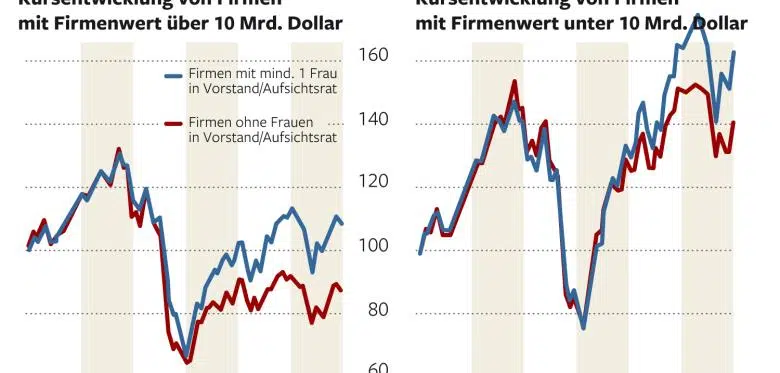 Kursentwicklung von Firmen
mit Firmenwert über 10 Mrd. Dollar
Kursentwicklung von Firmen
mit Firmenwert unter 10 Mrd. Dollar
Firmen mit mind. 1 Frau
in Vorstand/Aufsichtsrat
Firmen ohne Frauen
in Vorstand/Aufsichtsrat
160
140
120
100
80
60